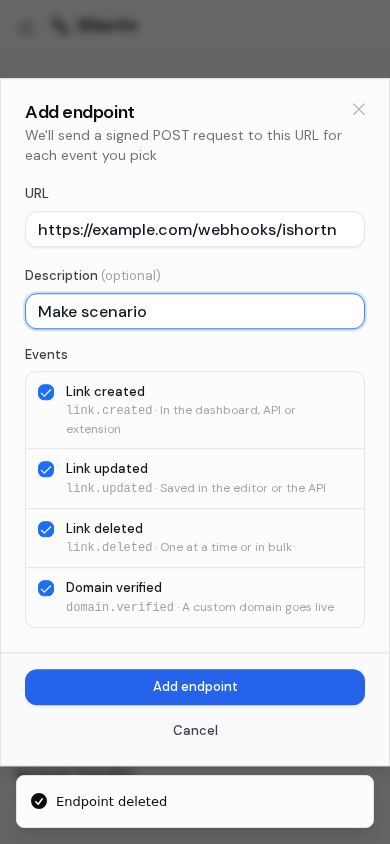 Add endpoint
We'll send a signed POST request to this URL for
each event you pick
URL
https://example.com/webhooks/ishortn
Description (optional)
Make scenario
Events
Link created
link.created · In the dashboard, API or
extension
Link updated
link.updated · Saved in the editor or the API
Link deleted
link.deleted · One at a time or in bulk
Domain verified
domain.verified · A custom domain goes live
Add endpoint
Cancel
Endpoint deleted